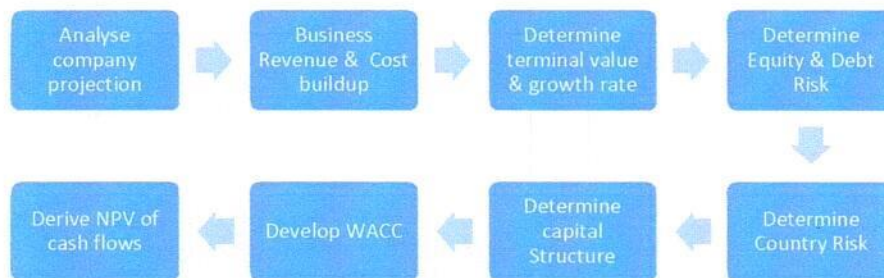 Analyse
company
projection
Business
Revenue & Cost
buildup
Determine
terminal value
& growth rate
Determine
Equity & Debt
Risk
Determine
Country Risk
Determine
capital
Structure
Develop WACC
Derive NPV of
cash flows